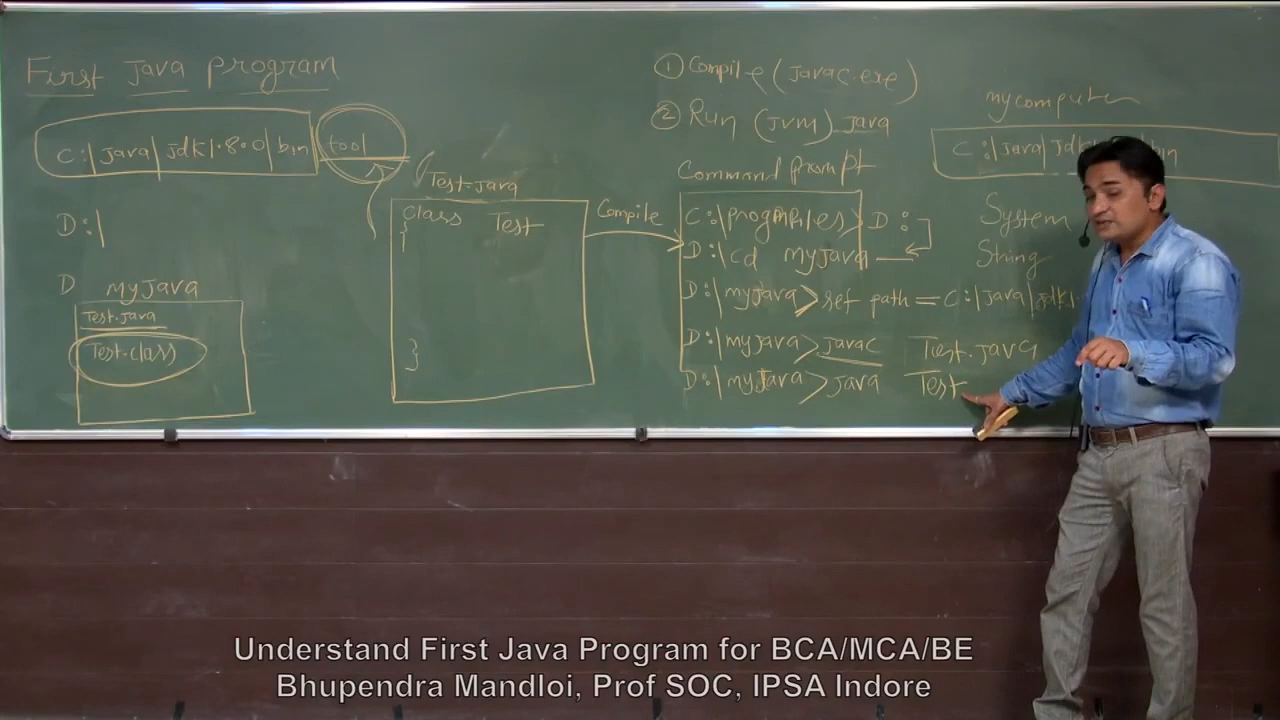 First Java program
C:\Java\jdk1.8.0\bin tool
D:\
D myjava
Test.java
Test.class
Test.java
class Test
{
}
Compile
① Compile (javac.exe)
② Run (JVM) java
Command prompt
D:
D:\cd myjava
D:\myjava>set path = C:\Java\jdk1.
D:\myjava>javac Test.java
D:\myjava>java Test
my computer
C:\Java\jdk bin
System
String
Understand First Java Program for BCA/MCA/BE
Bhupendra Mandloi, Prof SOC, IPSA Indore